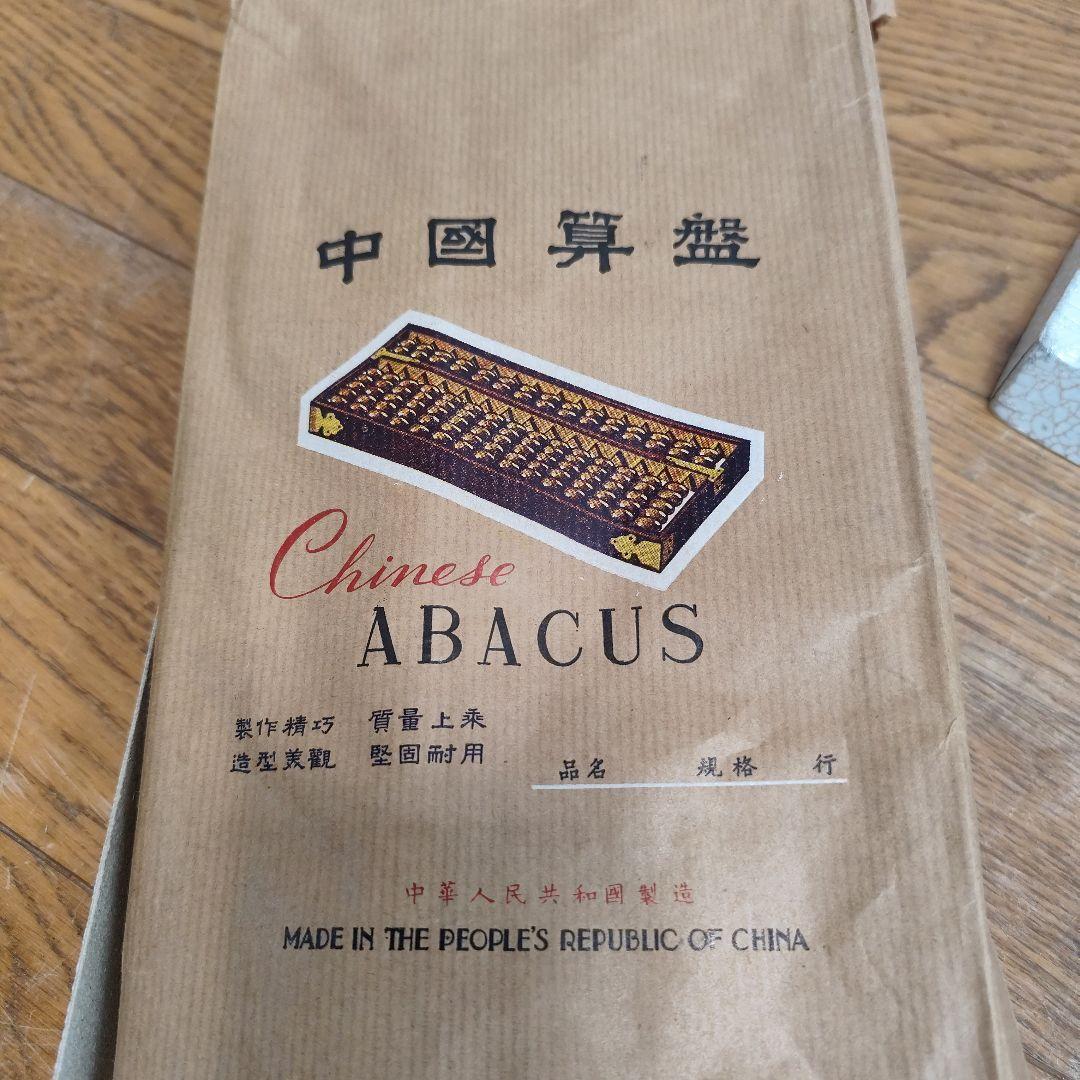 中國算盤
Chinese
ABACUS
製作精巧 質量上乘
造型美觀 堅固耐用
品名 規格 行
中華人民共和國製造
MADE IN THE PEOPLE'S REPUBLIC OF CHINA